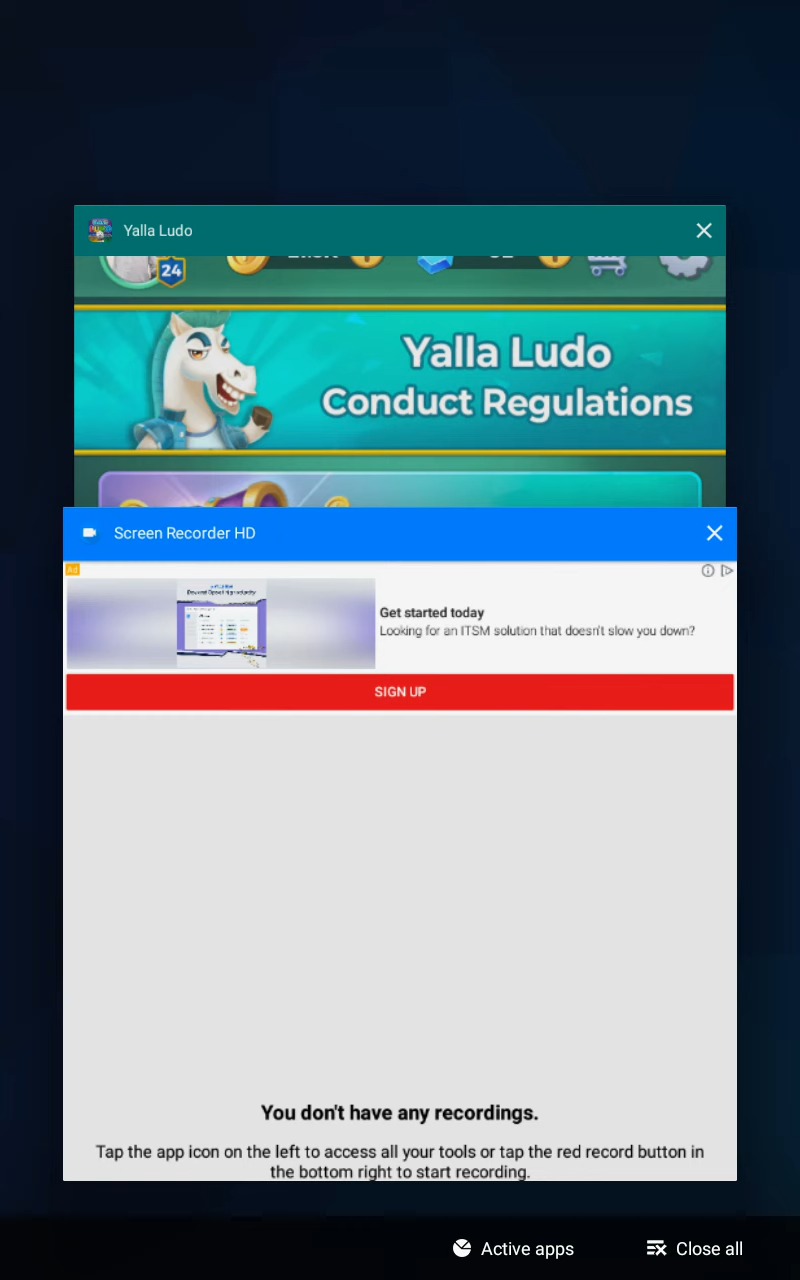 Yalla Ludo
24
Yalla Ludo
Conduct Regulations
Screen Recorder HD
Ad
Get started today
Looking for an ITSM solution that doesn't slow you down?
SIGN UP
You don't have any recordings.
Tap the app icon on the left to access all your tools or tap the red record button in
the bottom right to start recording.
Active apps
Close all